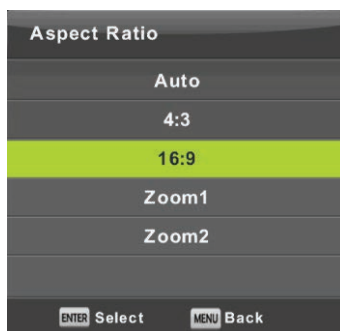 Aspect Ratio
Auto
4:3
16:9
Zoom1
Zoom2
ENTER Select MENU Back